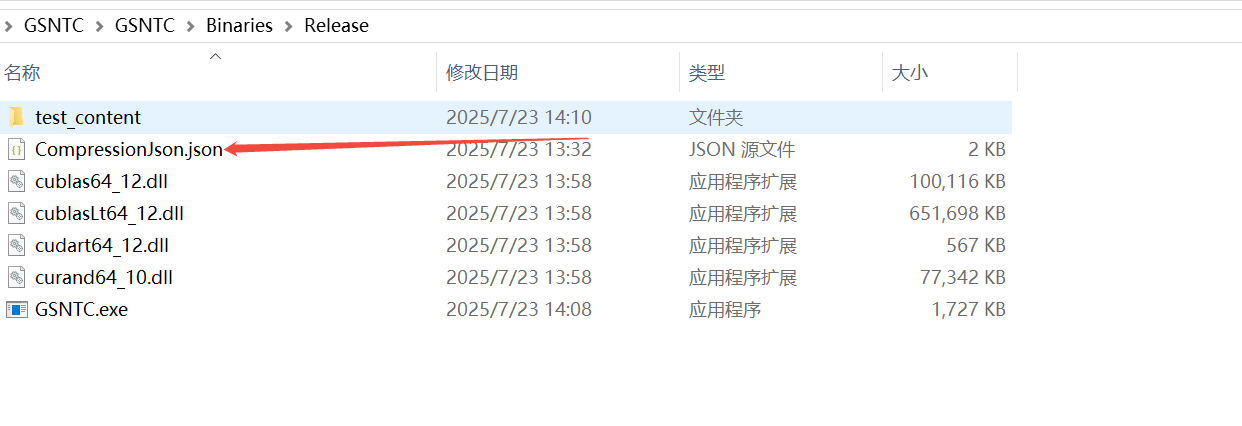 GSNTC > GSNTC > Binaries > Release
名称 修改日期 类型 大小
test_content 2025/7/23 14:10 文件夹
CompressionJson.json 2025/7/23 13:32 JSON 源文件 2 KB
cublas64_12.dll 2025/7/23 13:58 应用程序扩展 100,116 KB
cublasLt64_12.dll 2025/7/23 13:58 应用程序扩展 651,698 KB
cudart64_12.dll 2025/7/23 13:58 应用程序扩展 567 KB
curand64_10.dll 2025/7/23 13:58 应用程序扩展 77,342 KB
GSNTC.exe 2025/7/23 14:08 应用程序 1,727 KB